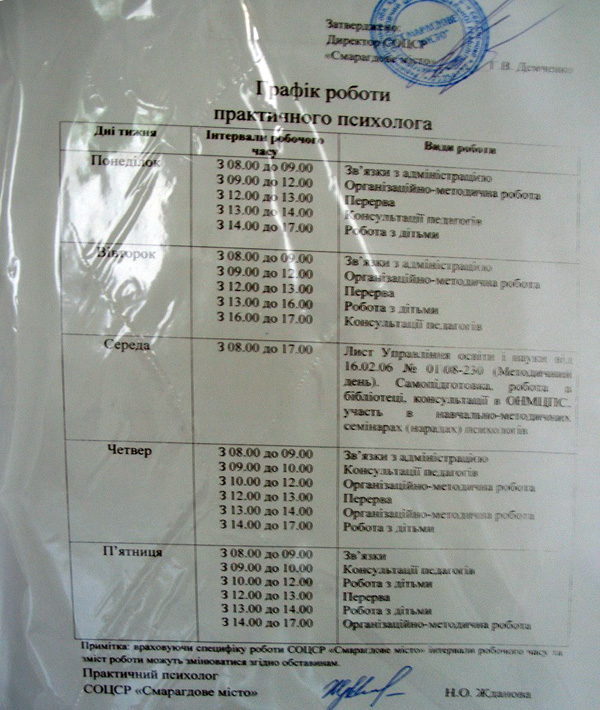 Затверджено:
Директор СОЦСР
«Смарагдове місто»
Г.В. Демченко
СМАРАГДОВЕ
МІСТО
Графік роботи
практичного психолога
Дні тижня Інтервали робочого Види роботи
часу
Понеділок З 08.00 до 09.00 Зв’язки з адміністрацією
З 09.00 до 12.00 Організаційно-методична робота
З 12.00 до 13.00 Перерва
З 13.00 до 14.00 Консультації педагогів
З 14.00 до 17.00 Робота з дітьми
Вівторок З 08.00 до 09.00 Зв’язки з адміністрацією
З 09.00 до 12.00 Організаційно-методична робота
З 12.00 до 13.00 Перерва
З 13.00 до 16.00 Робота з дітьми
З 16.00 до 17.00 Консультації педагогів
Середа З 08.00 до 17.00 Лист Управління освіти і науки від
16.02.06 № 01/08-230 (Методичний
день). Самопідготовка, робота в
бібліотеці, консультації в ОНМЦПС,
участь в навчально-методичних
семінарах (нарадах) психологів
Четвер З 08.00 до 09.00 Зв’язки з адміністрацією
З 09.00 до 10.00 Консультації педагогів
З 10.00 до 12.00 Організаційно-методична робота
З 12.00 до 13.00 Перерва
З 13.00 до 14.00 Організаційно-методична робота
З 14.00 до 17.00 Робота з дітьми
П’ятниця З 08.00 до 09.00 Зв’язки
З 09.00 до 10.00 Консультації педагогів
З 10.00 до 12.00 Робота з дітьми
З 12.00 до 13.00 Перерва
З 13.00 до 14.00 Робота з дітьми
З 14.00 до 17.00 Організаційно-методична робота
Примітка: враховуючи специфіку роботи СОЦСР «Смарагдове місто» інтервали робочого часу та
зміст роботи можуть змінюватися згідно обставинам.
Практичний психолог
СОЦСР «Смарагдове місто» Н.О. Жданова